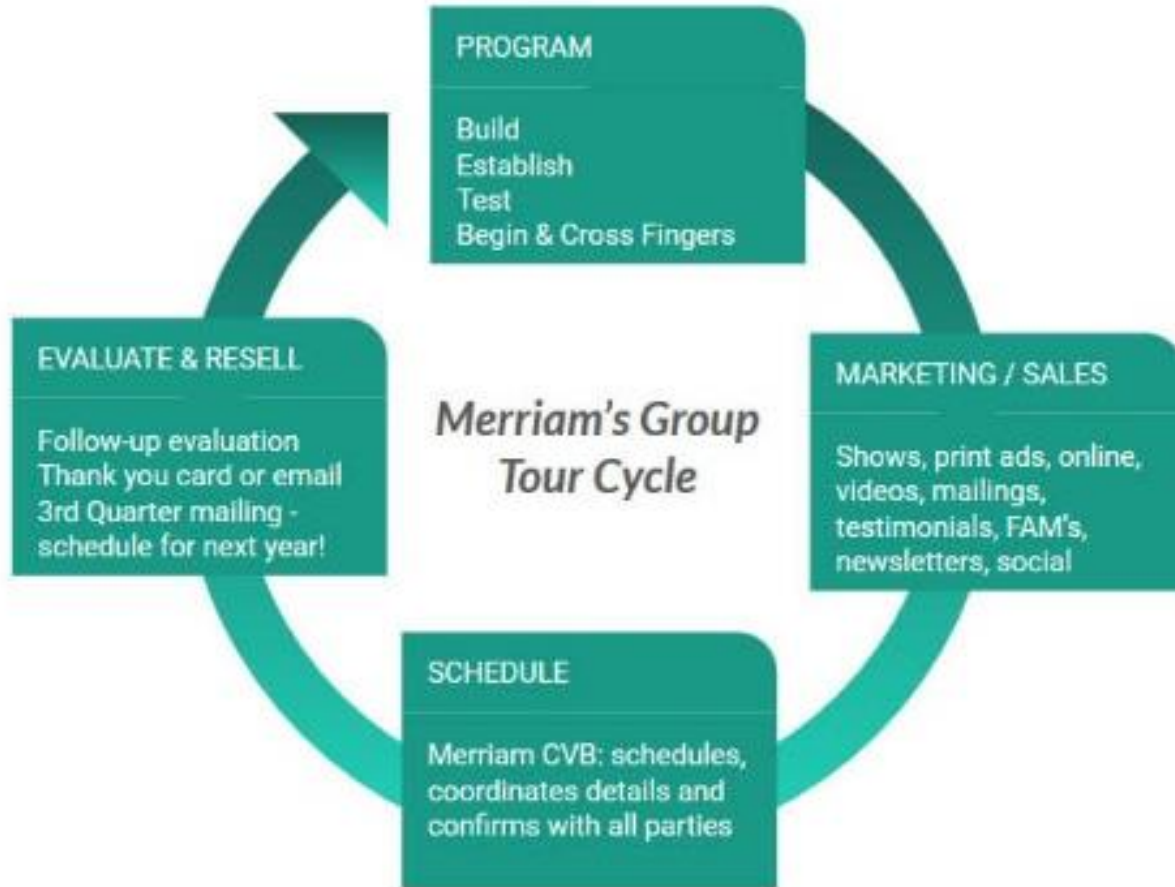 PROGRAM
Build
Establish
Test
Begin & Cross Fingers
MARKETING / SALES
Shows, print ads, online,
videos, mailings,
testimonials, FAM's,
newsletters, social
SCHEDULE
Merriam CVB: schedules,
coordinates details and
confirms with all parties
EVALUATE & RESELL
Follow-up evaluation
Thank you card or email
3rd Quarter mailing -
schedule for next year!
Merriam's Group
Tour Cycle